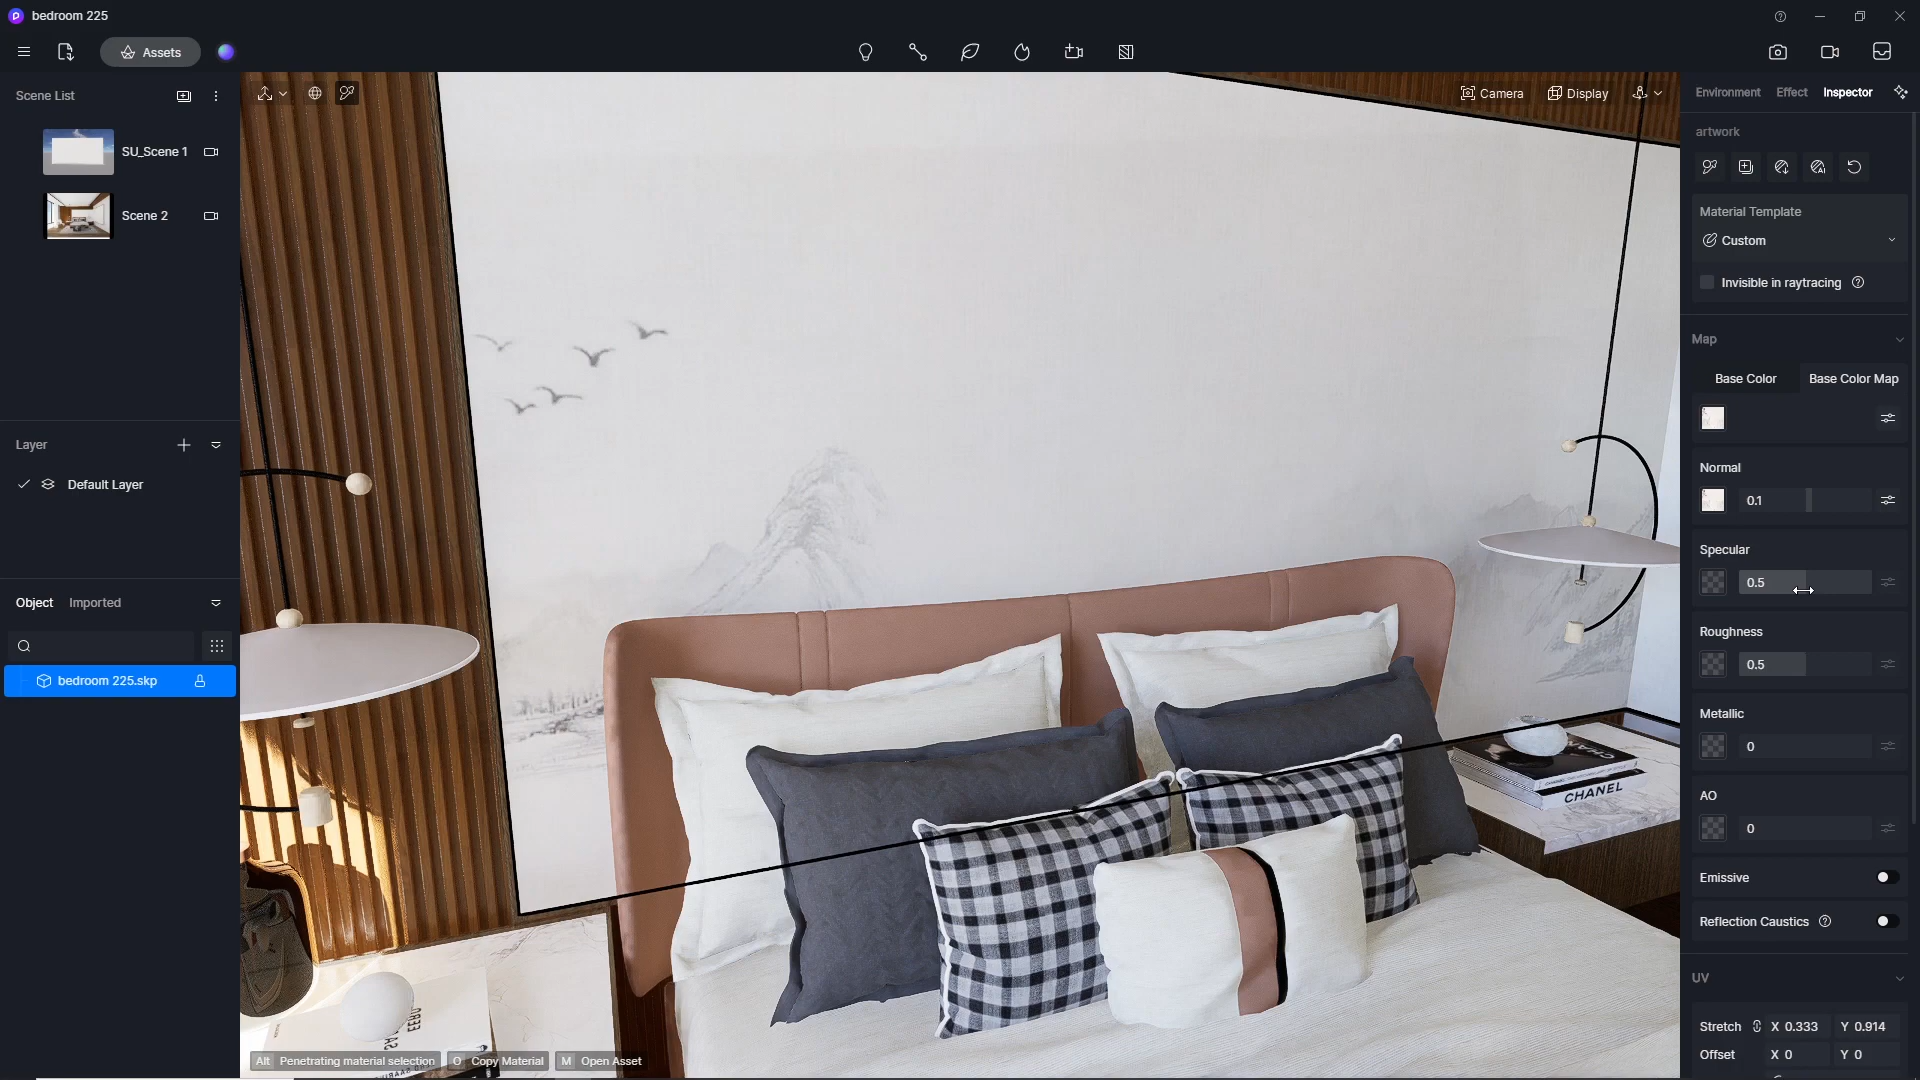 bedroom 225
Assets
Scene List
Camera
Display
Environment
Effect
Inspector
artwork
SU_Scene 1
Scene 2
Material Template
Custom
Invisible in raytracing
Map
Base Color
Base Color Map
Layer
Default Layer
Normal
0.1
Specular
0.5
Object
Imported
Roughness
0.5
bedroom 225.skp
Metallic
0
CHANEL
AO
0
Emissive
Reflection Caustics
UV
Stretch
X 0.333
Y 0.914
Offset
X 0
Y 0
Alt
Penetrating material selection
O
Copy Material
M
Open Asset